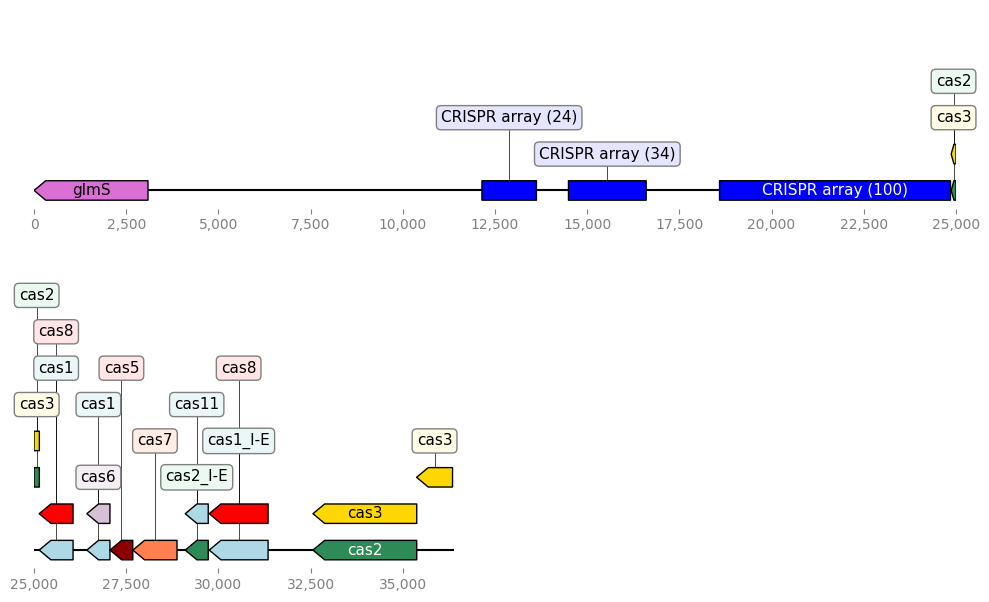 cas2
CRISPR array (24)
cas3
CRISPR array (34)
glmS
CRISPR array (100)
0 2,500 5,000 7,500 10,000 12,500 15,000 17,500 20,000 22,500 25,000
cas2
cas8
cas1 cas5 cas8
cas3 cas1 cas11
cas7 cas1_I-E cas3
cas6 cas2_I-E
cas3
cas2
25,000 27,500 30,000 32,500 35,000